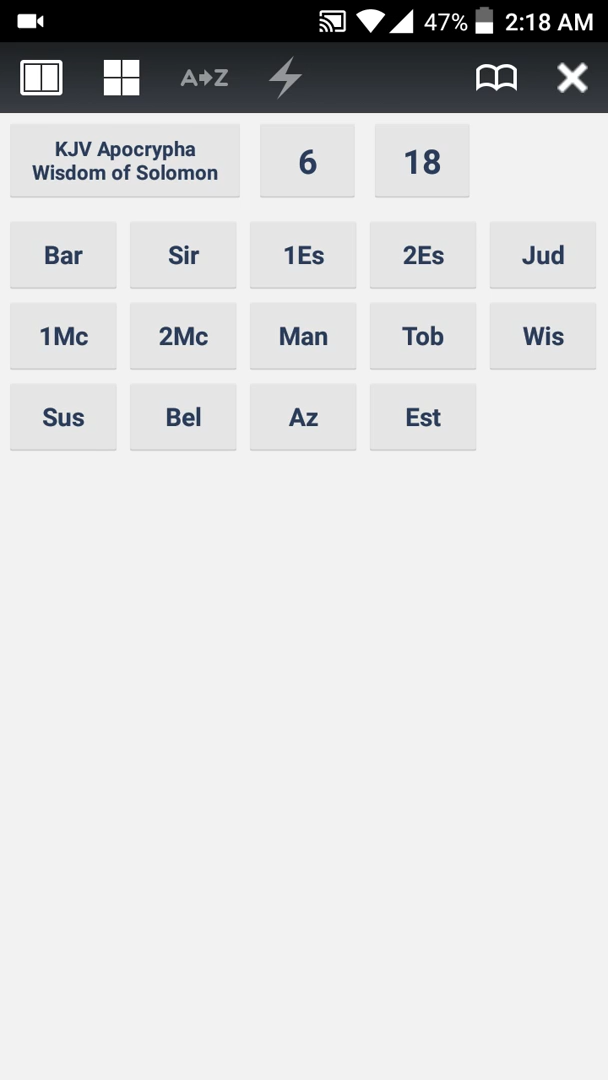 47% 2:18 AM
A Z
KJV Apocrypha
Wisdom of Solomon
6 18
Bar Sir 1Es 2Es Jud
1Mc 2Mc Man Tob Wis
Sus Bel Az Est